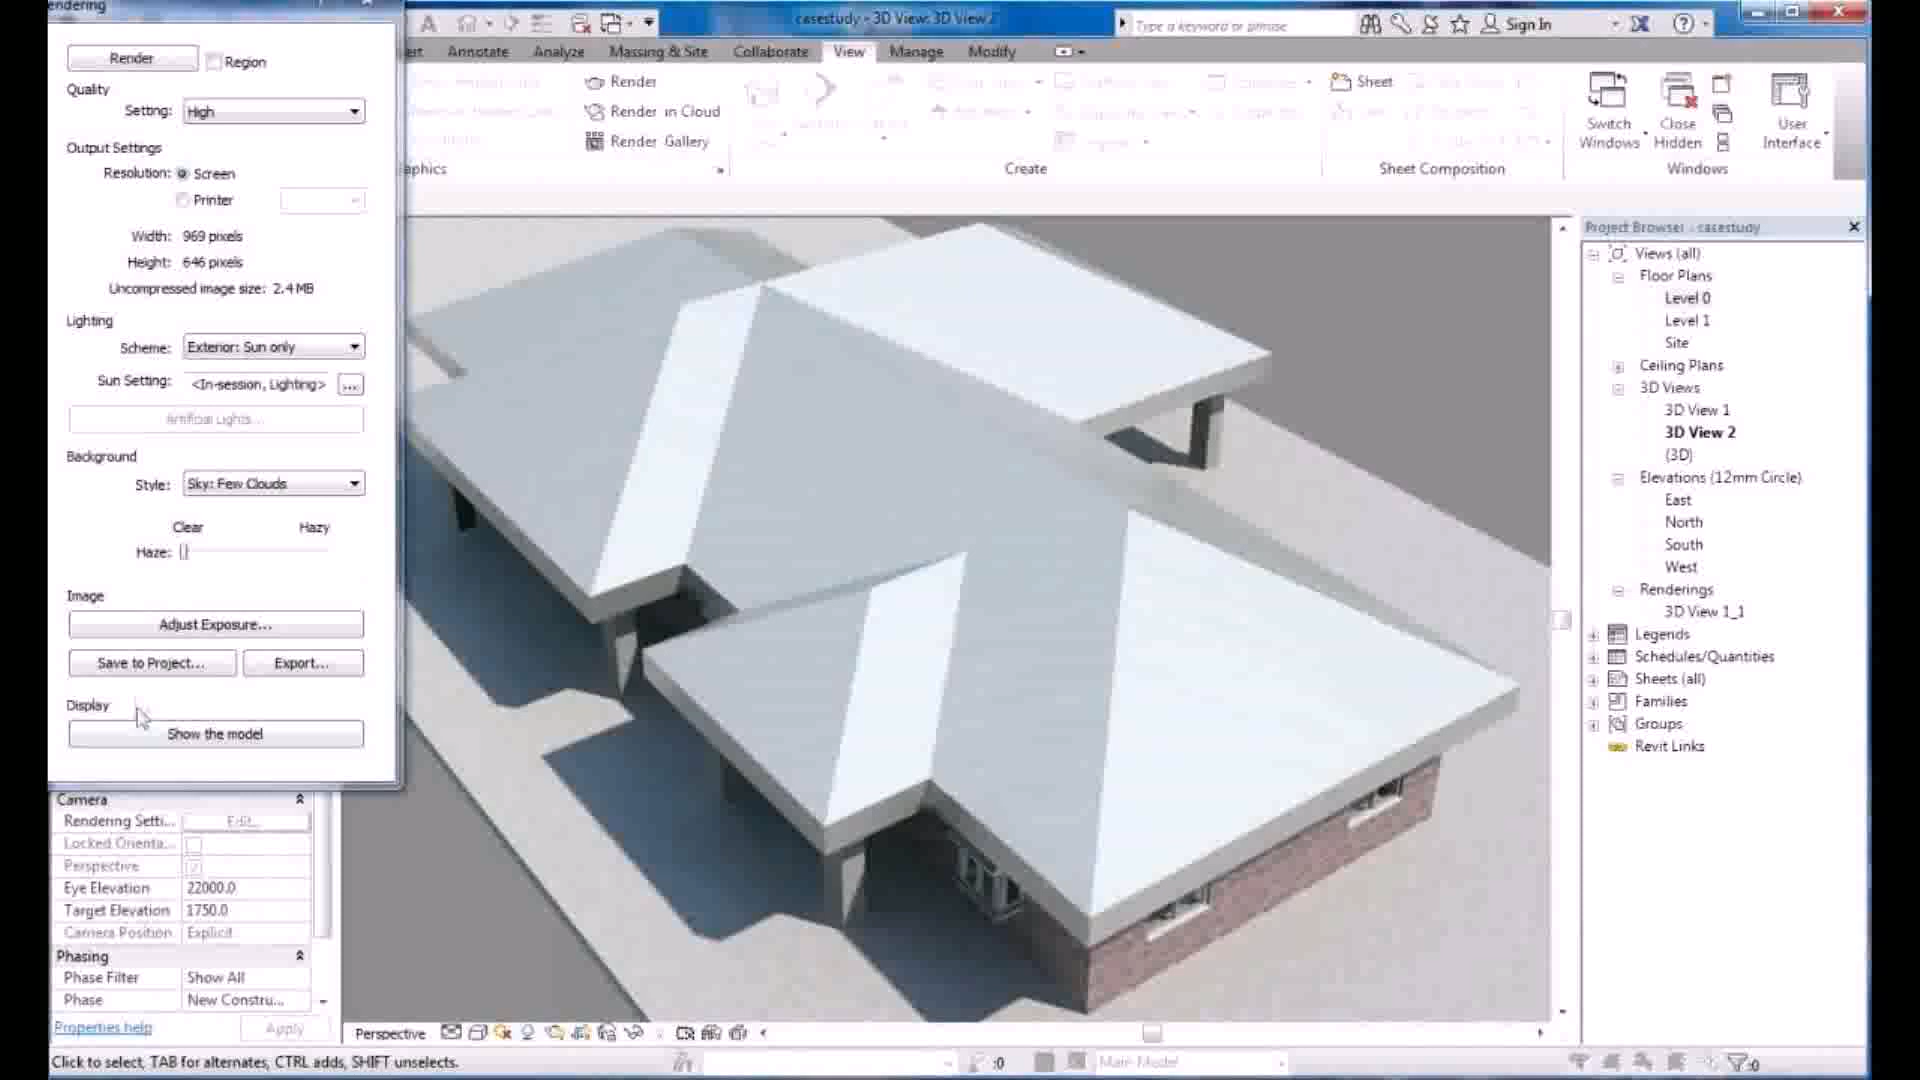 endering
casestudy - 3D View: 3D View 2
Type a keyword or phrase
Sign In
Annotate
Analyze
Massing & Site
Collaborate
View
Manage
Modify
Render
Render in Cloud
Render Gallery
aphics
Create
Sheet
Sheet Composition
Switch Windows
Close Hidden
User Interface
Windows
Render
Region
Quality
Setting: High
Output Settings
Resolution: Screen
Printer
Width: 969 pixels
Height: 646 pixels
Uncompressed image size: 2.4 MB
Lighting
Scheme: Exterior: Sun only
Sun Setting: <In-session, Lighting> ...
Artificial Lights...
Background
Style: Sky: Few Clouds
Clear Hazy
Haze:
Image
Adjust Exposure...
Save to Project... Export...
Display
Show the model
Camera
Rendering Setti... Edit...
Locked Orienta...
Perspective
Eye Elevation 22000.0
Target Elevation 1750.0
Camera Position Explicit
Phasing
Phase Filter Show All
Phase New Constru...
Properties help Apply
Perspective
Click to select, TAB for alternates, CTRL adds, SHIFT unselects.
:0
Main Model
:0
Project Browser - casestudy
Views (all)
Floor Plans
Level 0
Level 1
Site
Ceiling Plans
3D Views
3D View 1
3D View 2
(3D)
Elevations (12mm Circle)
East
North
South
West
Renderings
3D View 1_1
Legends
Schedules/Quantities
Sheets (all)
Families
Groups
Revit Links